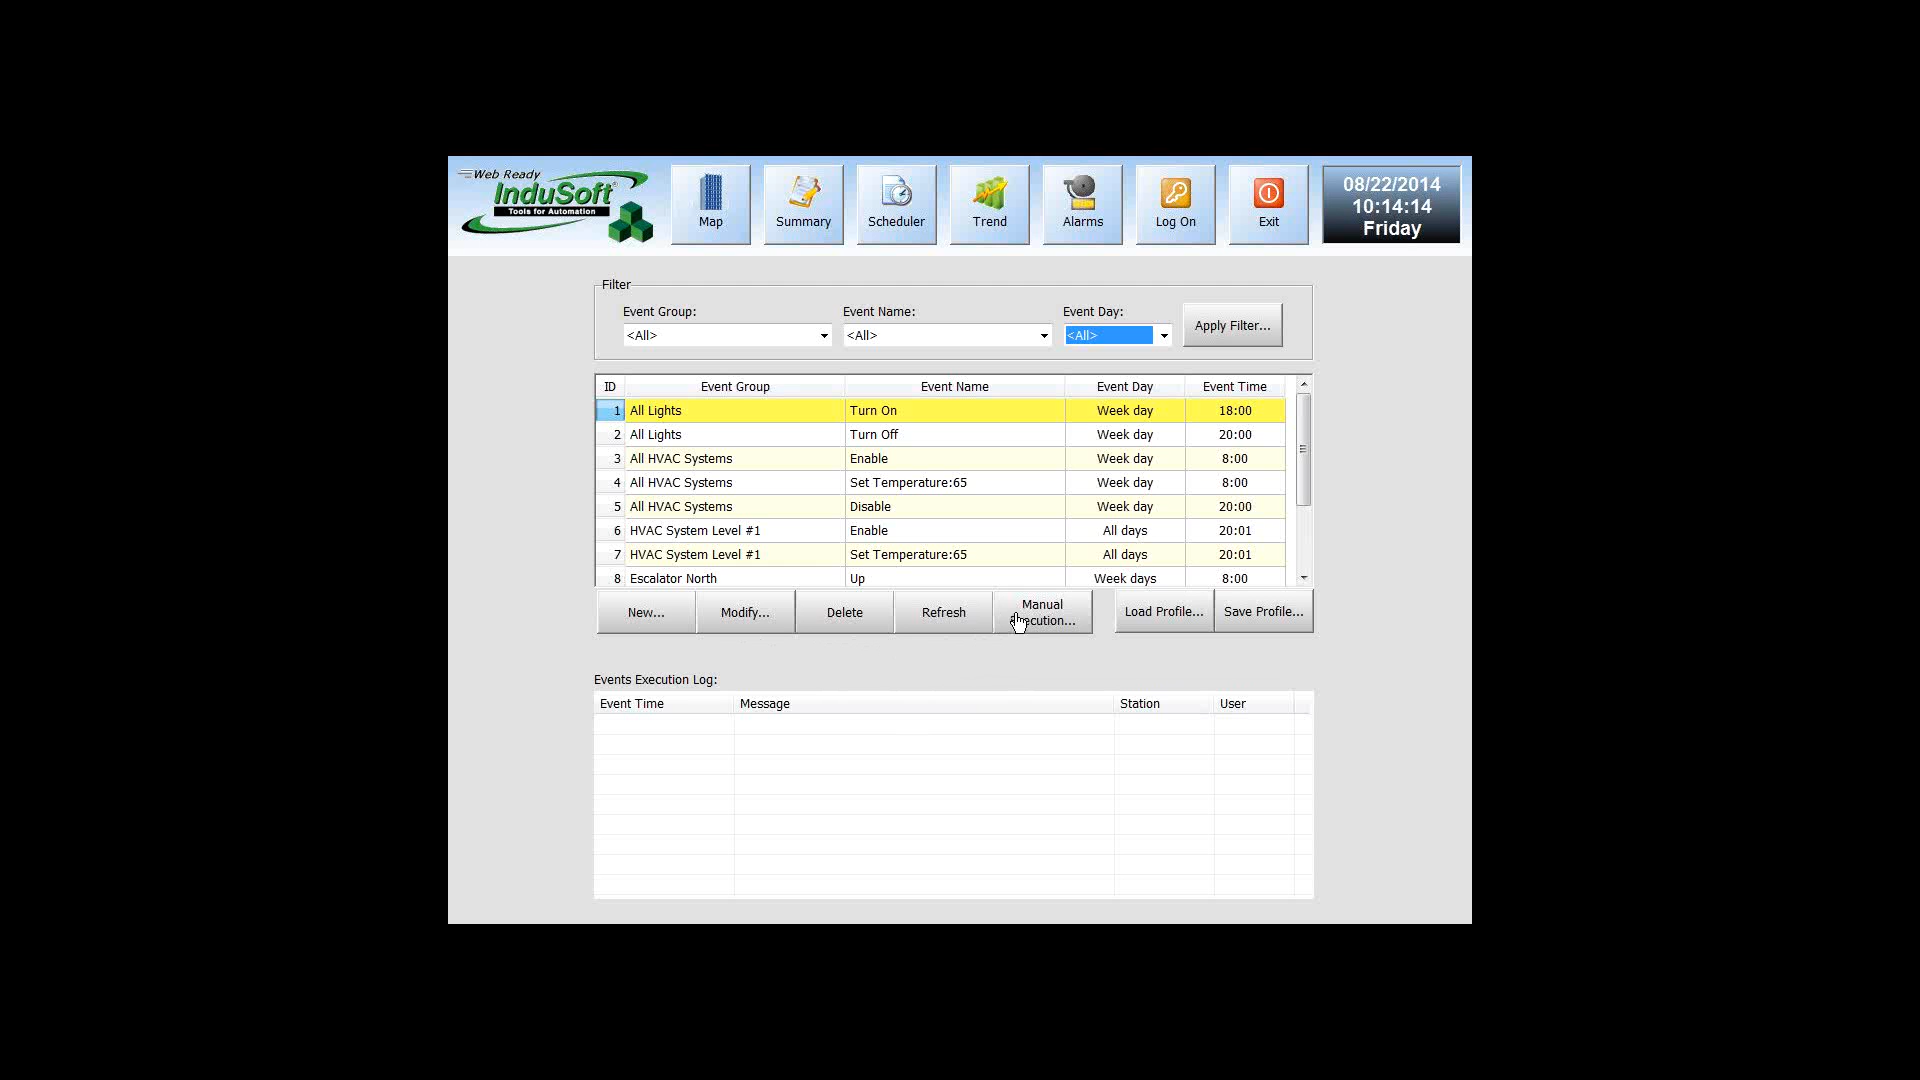 Web Ready
InduSoft
Tools for Automation
Map
Summary
Scheduler
Trend
Alarms
Log On
Exit
08/22/2014
10:14:14
Friday
Filter
Event Group: Event Name: Event Day:
<All> <All> <All> Apply Filter...
ID Event Group Event Name Event Day Event Time
1 All Lights Turn On Week day 18:00
2 All Lights Turn Off Week day 20:00
3 All HVAC Systems Enable Week day 8:00
4 All HVAC Systems Set Temperature:65 Week day 8:00
5 All HVAC Systems Disable Week day 20:00
6 HVAC System Level #1 Enable All days 20:01
7 HVAC System Level #1 Set Temperature:65 All days 20:01
8 Escalator North Up Week days 8:00
New... Modify... Delete Refresh Manual
Load Profile... Save Profile...
Events Execution Log:
Event Time Message Station User